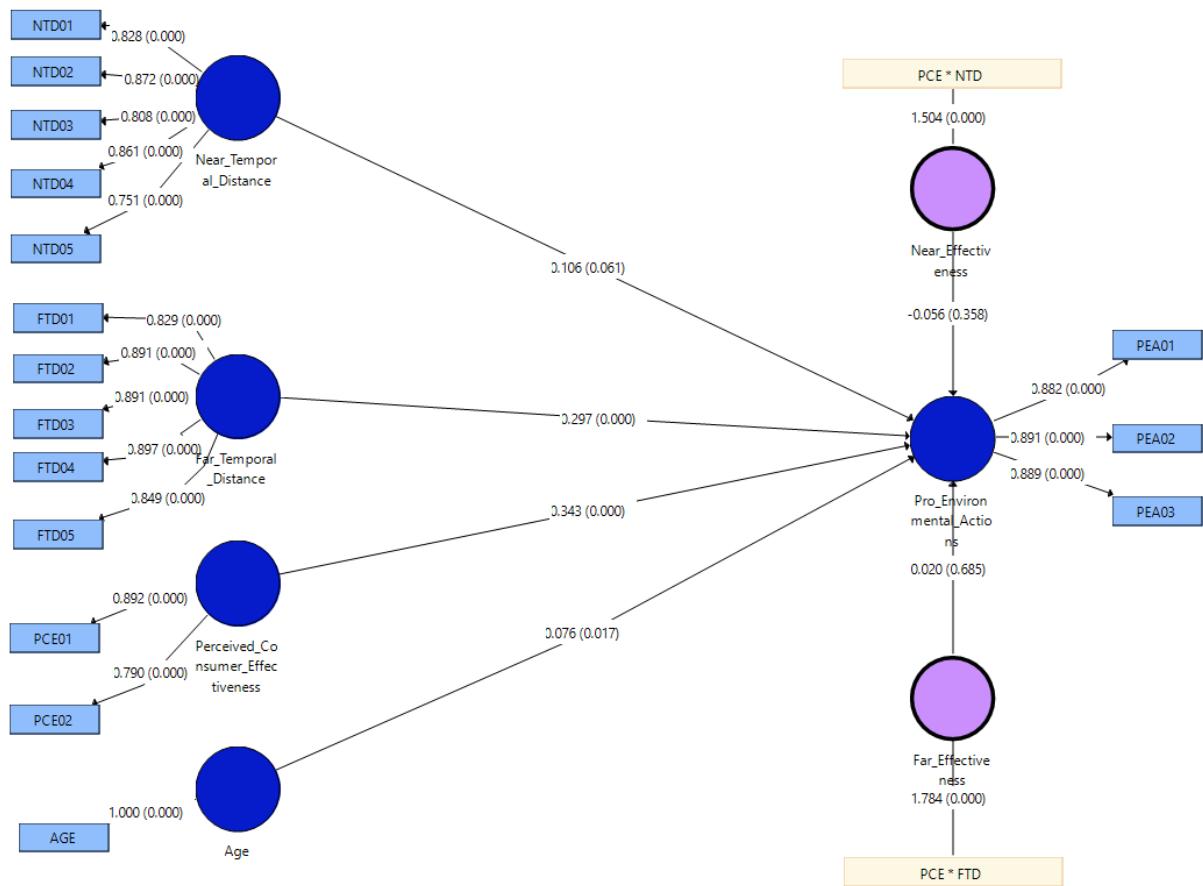 NTD01
0.828 (0.000)
NTD02
0.872 (0.000)
NTD03
0.808 (0.000)
0.861 (0.000)
NTD04
0.751 (0.000)
NTD05
Near_Tempor
al_Distance
PCE * NTD
1.504 (0.000)
Near_Effectiv
eness
0.106 (0.061)
-0.056 (0.358)
FTD01
0.829 (0.000)
FTD02
0.891 (0.000)
0.891 (0.000)
FTD03
0.897 (0.000)
FTD04
Far_Temporal
_Distance
0.849 (0.000)
FTD05
0.297 (0.000)
PEA01
0.882 (0.000)
0.891 (0.000)
PEA02
0.889 (0.000)
PEA03
Pro_Environ
mental_Action
s
0.343 (0.000)
0.020 (0.685)
0.892 (0.000)
PCE01
Perceived_Co
nsumer_Effec
tiveness
0.790 (0.000)
PCE02
0.076 (0.017)
Far_Effective
ness
1.784 (0.000)
1.000 (0.000)
AGE
Age
PCE * FTD